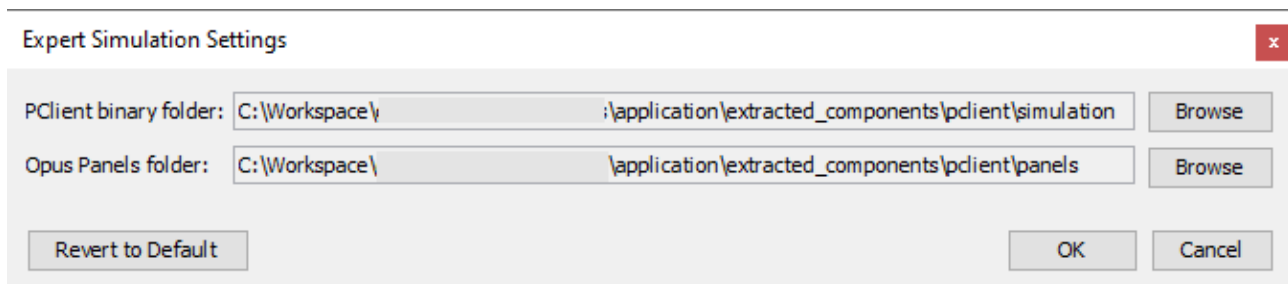 Expert Simulation Settings
x
PClient binary folder: C:\Workspace\ \application\extracted_components\pclient\simulation Browse
Opus Panels folder: C:\Workspace\ \application\extracted_components\pclient\panels Browse
Revert to Default OK Cancel